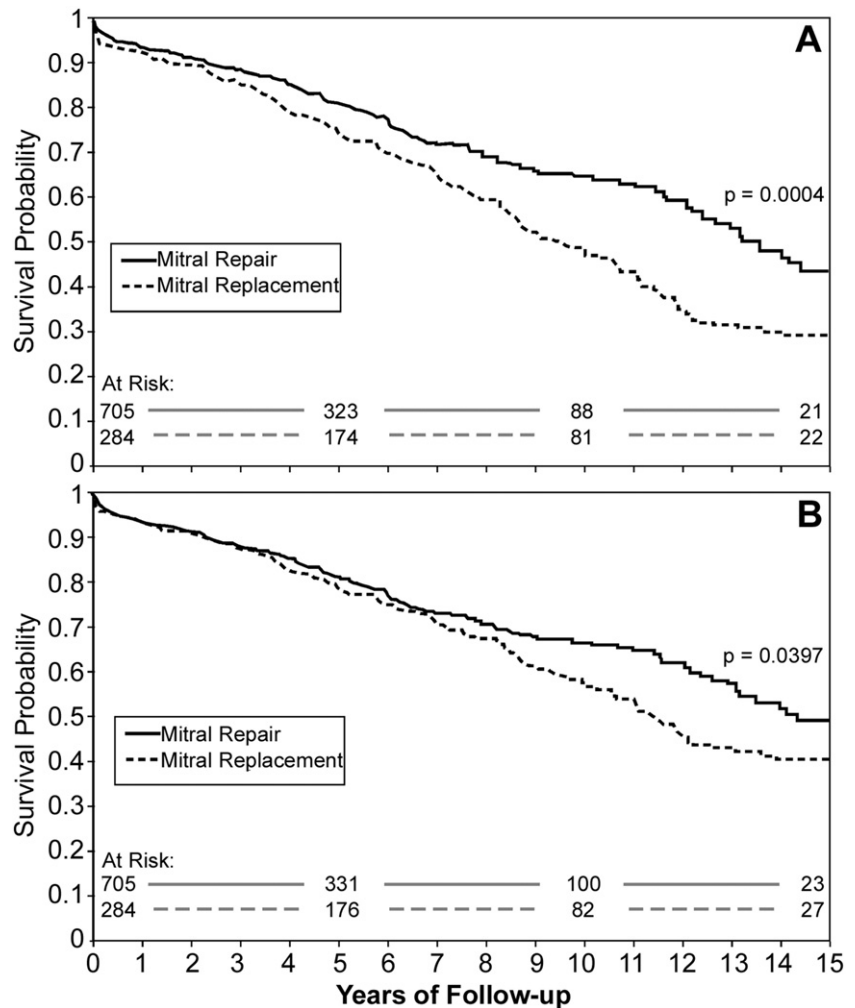 A
Survival Probability
1
0.9
0.8
0.7
0.6
0.5
0.4
0.3
0.2
0.1
0
p = 0.0004
Mitral Repair
Mitral Replacement
At Risk:
705 323 88 21
284 174 81 22
B
Survival Probability
1
0.9
0.8
0.7
0.6
0.5
0.4
0.3
0.2
0.1
0
p = 0.0397
Mitral Repair
Mitral Replacement
At Risk:
705 331 100 23
284 176 82 27
0 1 2 3 4 5 6 7 8 9 10 11 12 13 14 15
Years of Follow-up